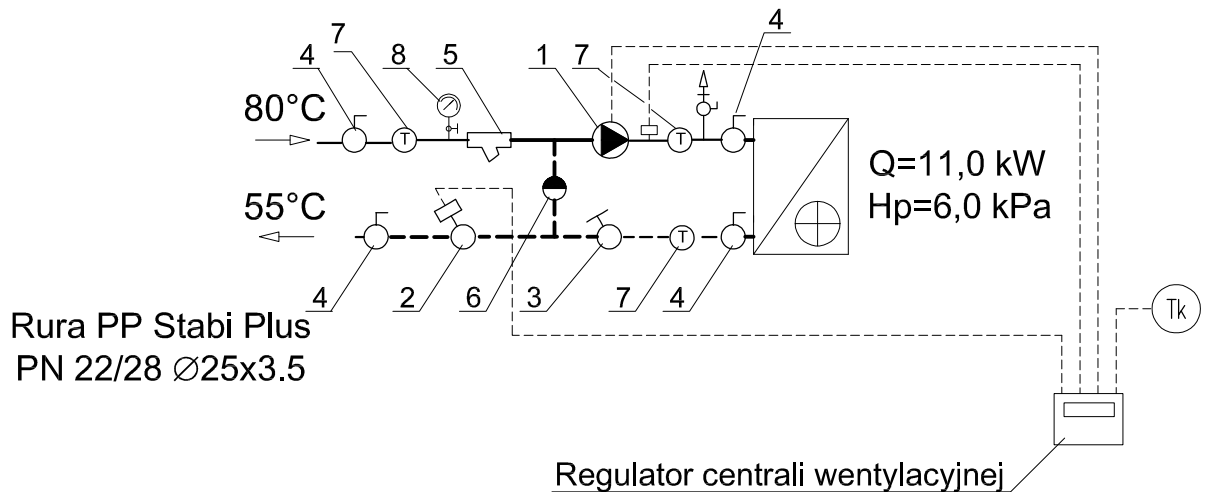 4
7
8
5
1
7
4
80°C
T
T
Q=11,0 kW
Hp=6,0 kPa
55°C
T
4
2
6
3
7
4
Tk
Rura PP Stabi Plus
PN 22/28 ∅25x3.5
Regulator centrali wentylacyjnej